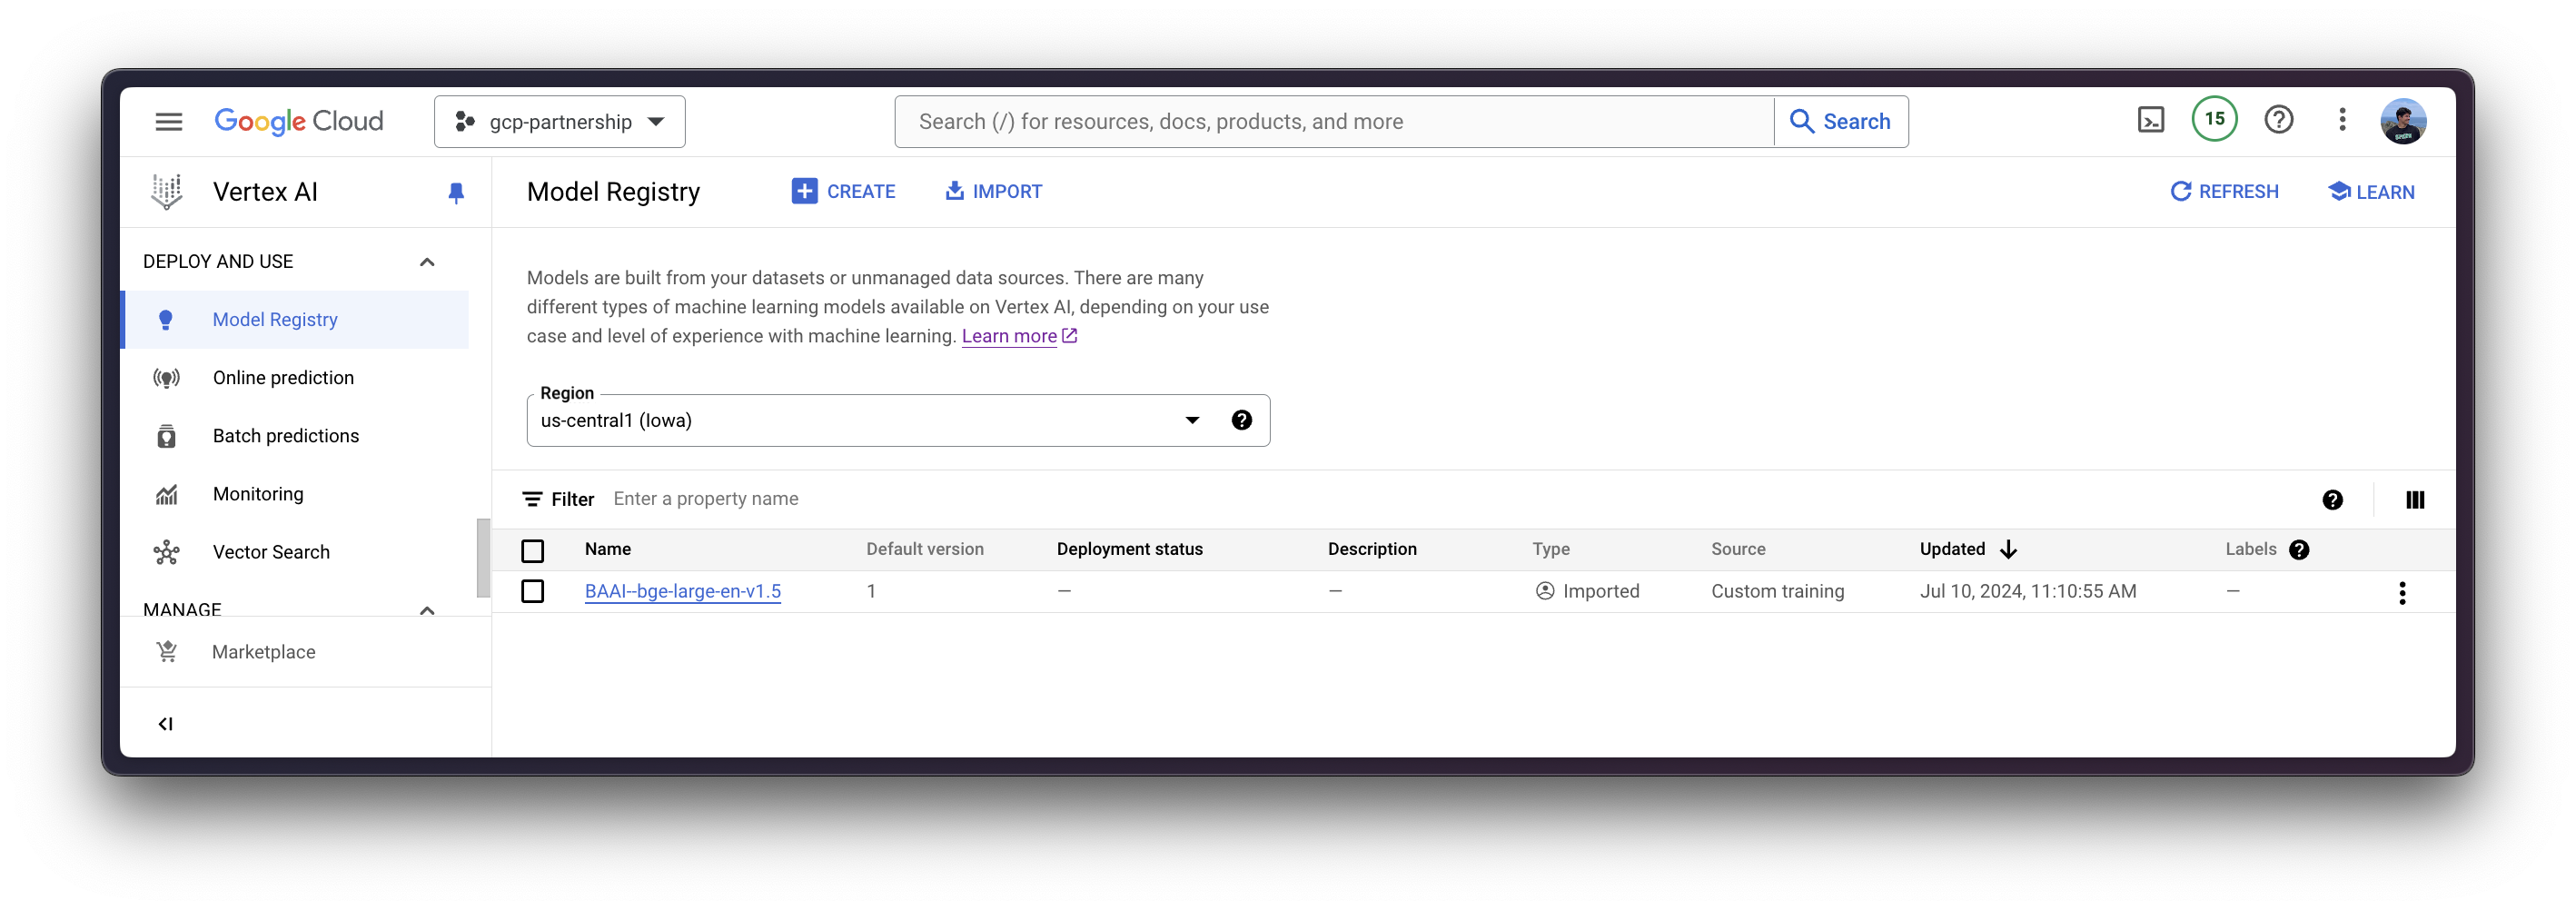 Google Cloud
gcp-partnership
Search (/) for resources, docs, products, and more
Search
15
Vertex AI
Model Registry
CREATE
IMPORT
REFRESH
LEARN
DEPLOY AND USE
Model Registry
Online prediction
Batch predictions
Monitoring
Vector Search
MANAGE
Marketplace
Models are built from your datasets or unmanaged data sources. There are many
different types of machine learning models available on Vertex AI, depending on your use
case and level of experience with machine learning. Learn more
Region
us-central1 (Iowa)
Filter Enter a property name
Name Default version Deployment status Description Type Source Updated Labels
BAAI--bge-large-en-v1.5 1 — — Imported Custom training Jul 10, 2024, 11:10:55 AM —